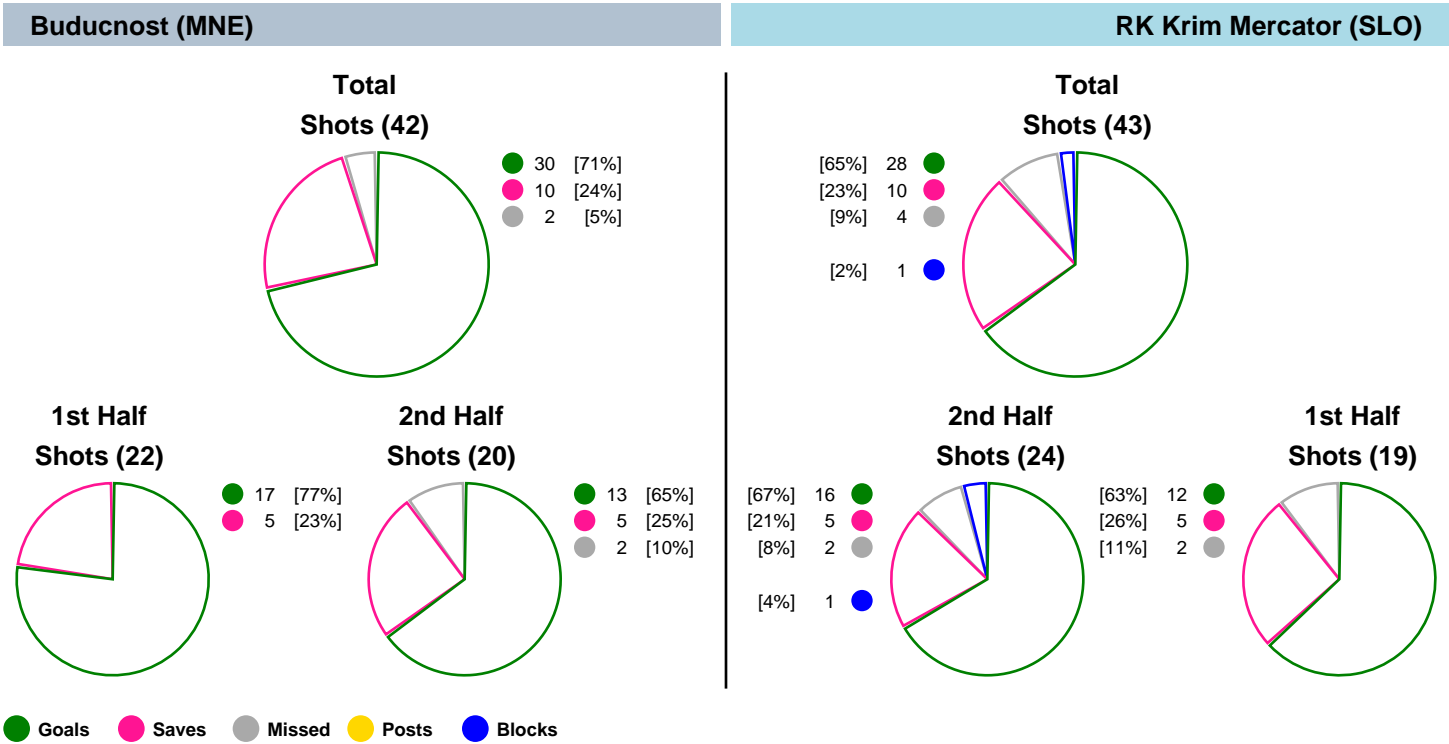 Buducnost (MNE)
RK Krim Mercator (SLO)
Total
Shots (42)
30 [71%]
10 [24%]
2 [5%]
Total
Shots (43)
[65%] 28
[23%] 10
[9%] 4
[2%] 1
1st Half
Shots (22)
17 [77%]
5 [23%]
2nd Half
Shots (20)
13 [65%]
5 [25%]
2 [10%]
2nd Half
Shots (24)
[67%] 16
[21%] 5
[8%] 2
[4%] 1
1st Half
Shots (19)
[63%] 12
[26%] 5
[11%] 2
Goals Saves Missed Posts Blocks